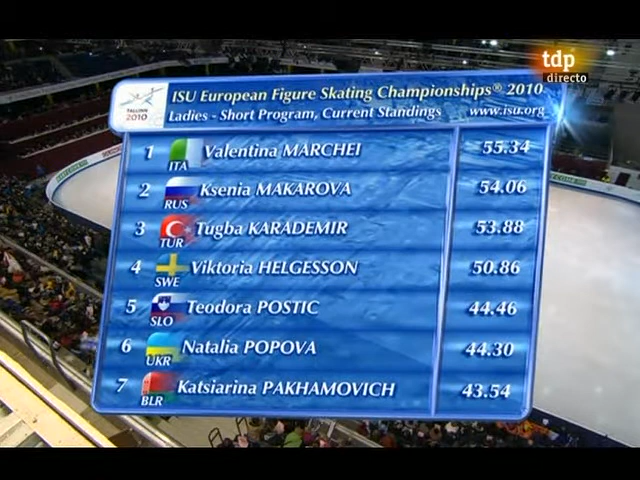 tdp
directo
TALLINN
2010
ISU European Figure Skating Championships® 2010
Ladies - Short Program, Current Standings www.isu.org
1 ITA Valentina MARCHEI 55.34
2 RUS Ksenia MAKAROVA 54.06
3 TUR Tugba KARADEMIR 53.88
4 SWE Viktoria HELGESSON 50.86
5 SLO Teodora POSTIC 44.46
6 UKR Natalia POPOVA 44.30
7 BLR Katsiarina PAKHAMOVICH 43.54